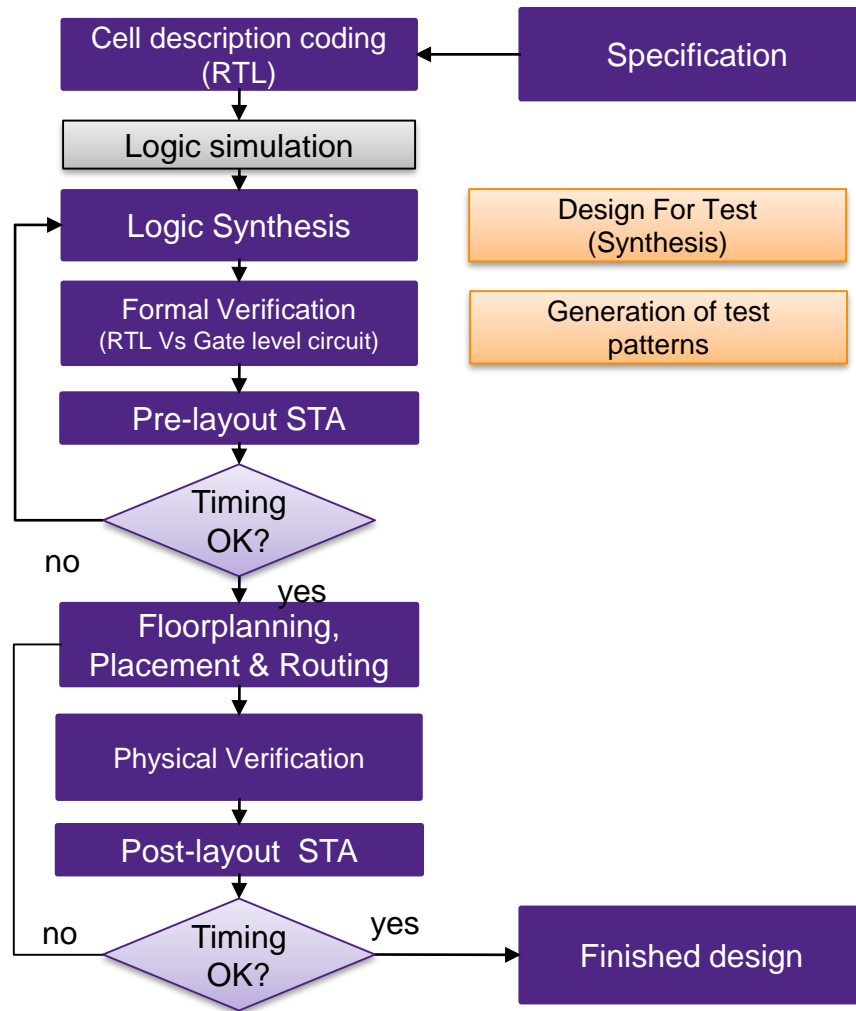 Cell description coding
(RTL)
Specification
Logic simulation
Logic Synthesis
Design For Test
(Synthesis)
Formal Verification
(RTL Vs Gate level circuit)
Generation of test
patterns
Pre-layout STA
Timing
OK?
no
yes
Floorplanning,
Placement & Routing
Physical Verification
Post-layout  STA
no
Timing
OK?
yes
Finished design